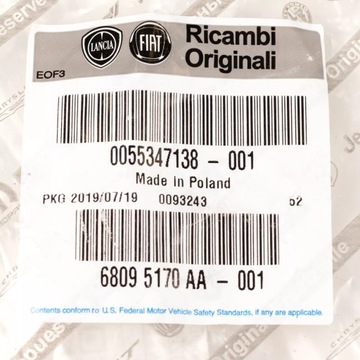 LANCIA FIAT Ricambi
Originali
EOF3
0055347138 - 001
Made in Poland
PKG 2019/07/19 0093243 52
6809 5170 AA - 001
Contents conform to U.S. Federal Motor Vehicle Safety Standards, if any are applicable.